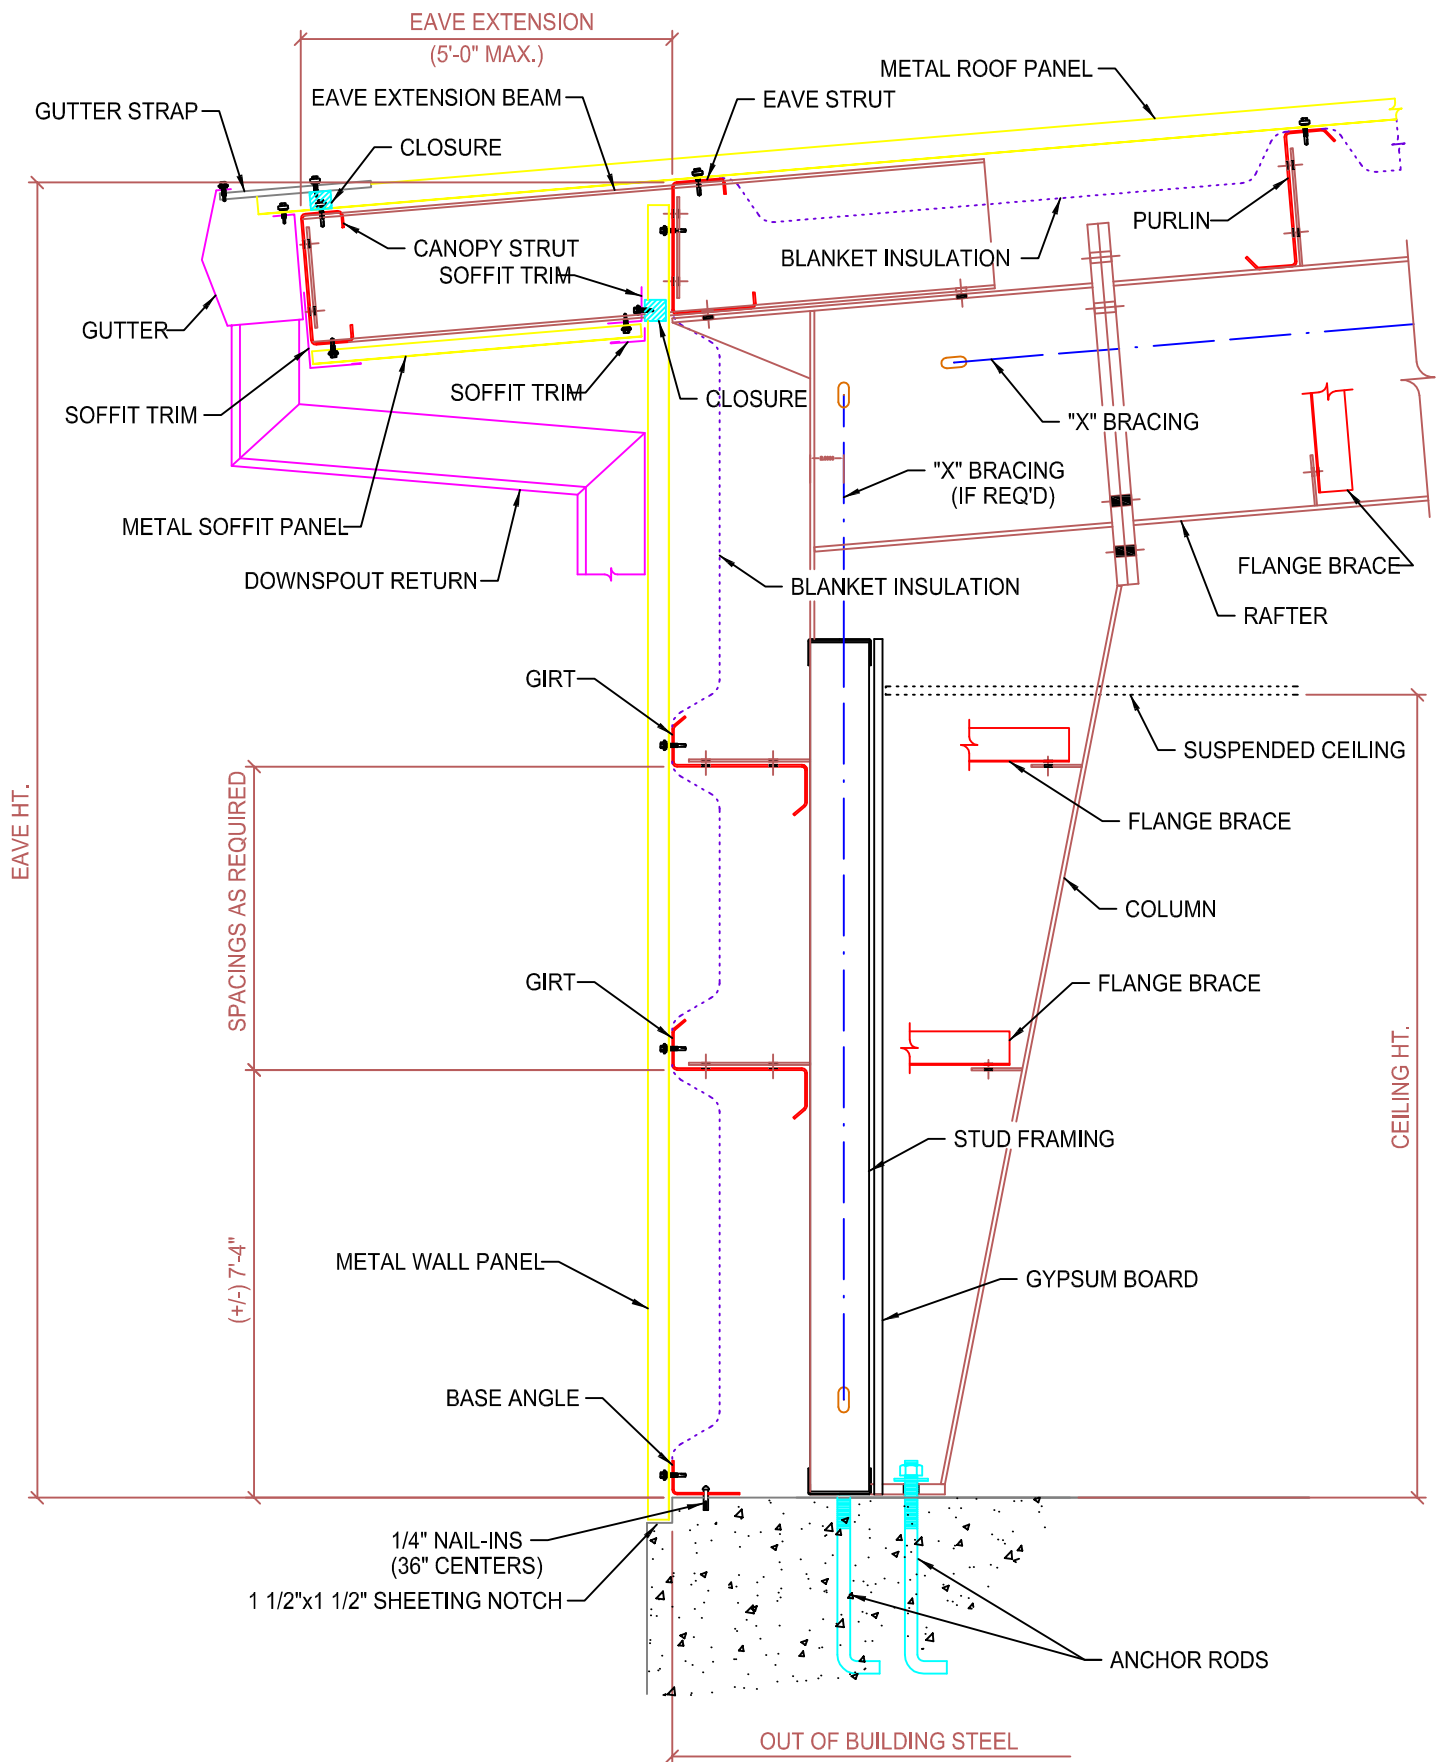 EAVE EXTENSION
(5'-0" MAX.)
METAL ROOF PANEL
GUTTER STRAP
EAVE EXTENSION BEAM
EAVE STRUT
CLOSURE
CANOPY STRUT
PURLIN
SOFFIT TRIM
BLANKET INSULATION
GUTTER
SOFFIT TRIM
SOFFIT TRIM
CLOSURE
"X" BRACING
"X" BRACING
(IF REQ'D)
METAL SOFFIT PANEL
DOWNSPOUT RETURN
BLANKET INSULATION
FLANGE BRACE
RAFTER
GIRT
SUSPENDED CEILING
EAVE HT.
SPACINGS AS REQUIRED
FLANGE BRACE
COLUMN
GIRT
FLANGE BRACE
CEILING HT.
STUD FRAMING
(+/-) 7'-4"
METAL WALL PANEL
GYPSUM BOARD
BASE ANGLE
1/4" NAIL-INS
(36" CENTERS)
1 1/2"x1 1/2" SHEETING NOTCH
ANCHOR RODS
OUT OF BUILDING STEEL